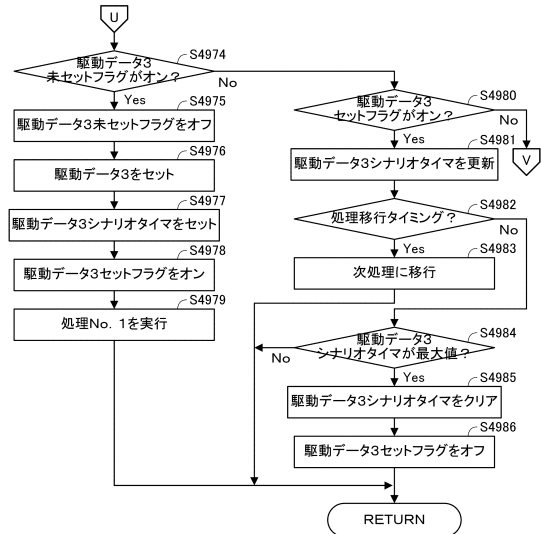 U
駆動データ3
未セットフラグがオン?
S4974
No
Yes
S4975
駆動データ3未セットフラグをオフ
S4976
駆動データ3をセット
S4977
駆動データ3シナリオタイマをセット
S4978
駆動データ3セットフラグをオン
S4979
処理No. 1を実行
駆動データ3
セットフラグがオン?
S4980
No
V
Yes
S4981
駆動データ3シナリオタイマを更新
S4982
処理移行タイミング?
No
Yes
S4983
次処理に移行
駆動データ3
シナリオタイマが最大値?
S4984
No
Yes
S4985
駆動データ3シナリオタイマをクリア
S4986
駆動データ3セットフラグをオフ
RETURN